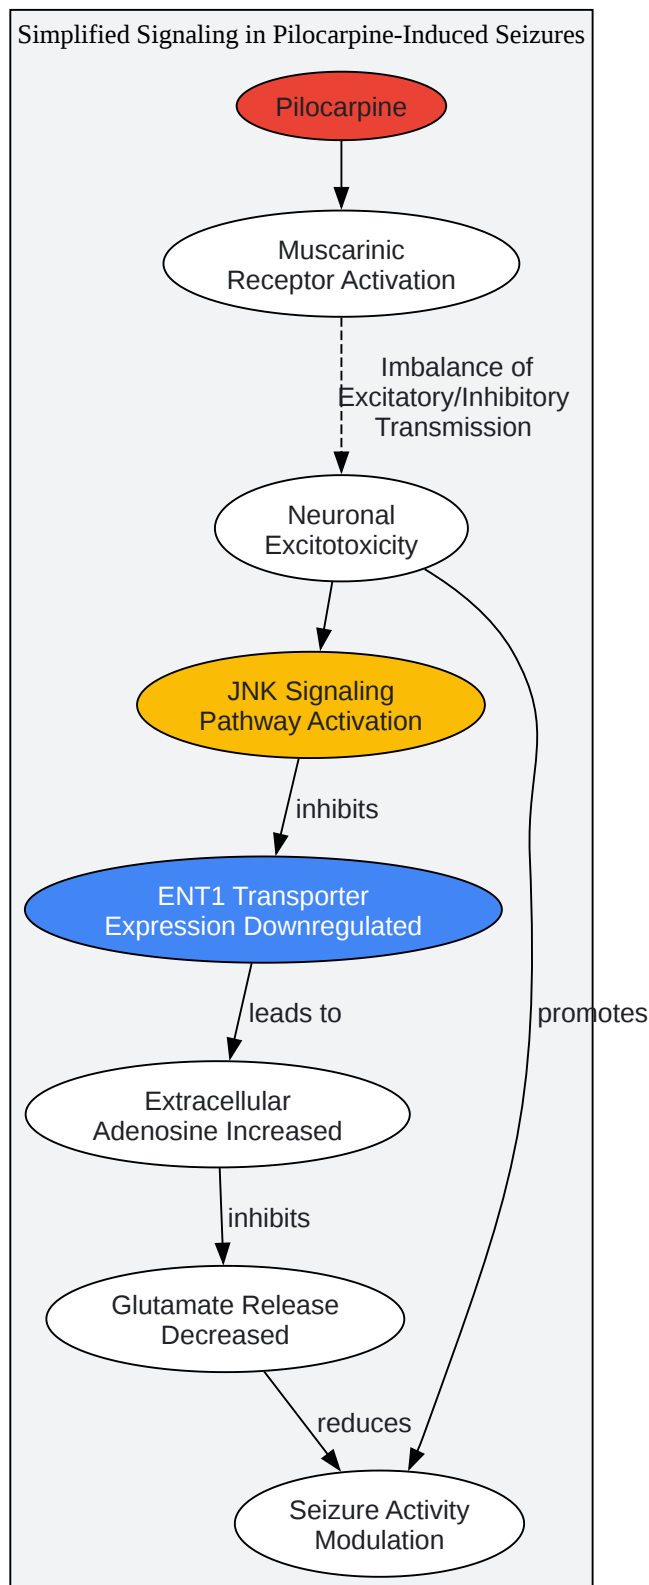 Simplified Signaling in Pilocarpine-Induced Seizures
Pilocarpine
Muscarinic
Receptor Activation
Imbalance of
Excitatory/Inhibitory
Transmission
Neuronal
Excitotoxicity
JNK Signaling
Pathway Activation
inhibits
ENT1 Transporter
Expression Downregulated
leads to
promotes
Extracellular
Adenosine Increased
inhibits
Glutamate Release
Decreased
reduces
Seizure Activity
Modulation